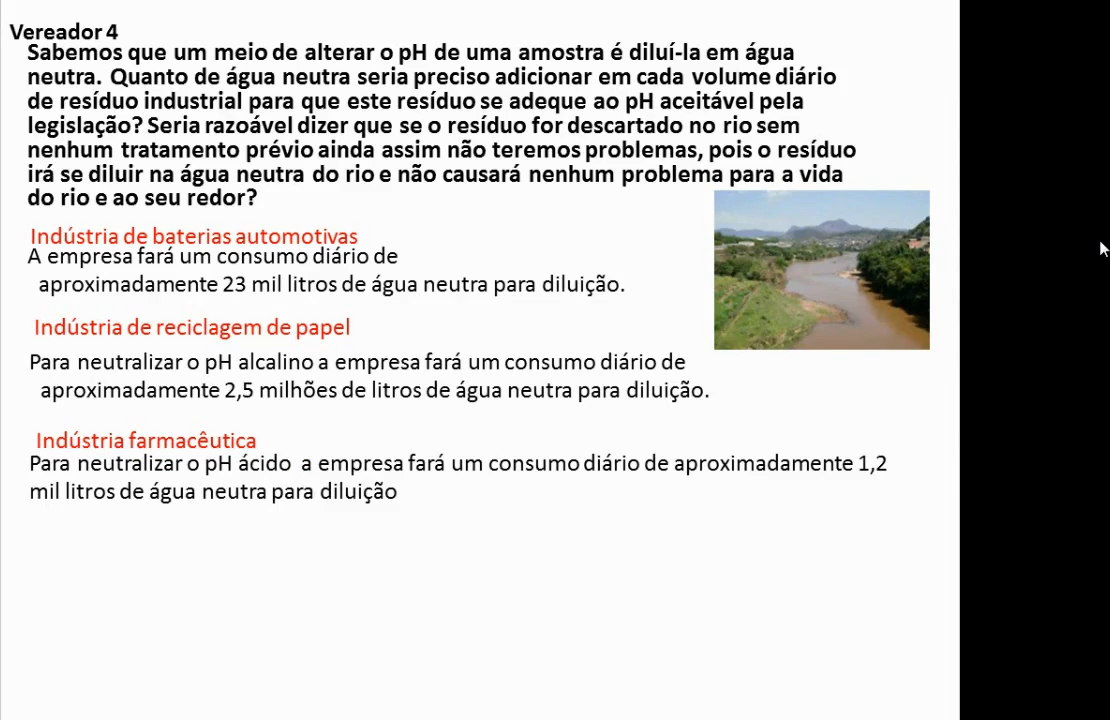 Vereador 4
Sabemos que um meio de alterar o pH de uma amostra é diluí-la em água
neutra. Quanto de água neutra seria preciso adicionar em cada volume diário
de resíduo industrial para que este resíduo se adeque ao pH aceitável pela
legislação? Seria razoável dizer que se o resíduo for descartado no rio sem
nenhum tratamento prévio ainda assim não teremos problemas, pois o resíduo
irá se diluir na água neutra do rio e não causará nenhum problema para a vida
do rio e ao seu redor?
Indústria de baterias automotivas
A empresa fará um consumo diário de
aproximadamente 23 mil litros de água neutra para diluição.
Indústria de reciclagem de papel
Para neutralizar o pH alcalino a empresa fará um consumo diário de
aproximadamente 2,5 milhões de litros de água neutra para diluição.
Indústria farmacêutica
Para neutralizar o pH ácido a empresa fará um consumo diário de aproximadamente 1,2
mil litros de água neutra para diluição